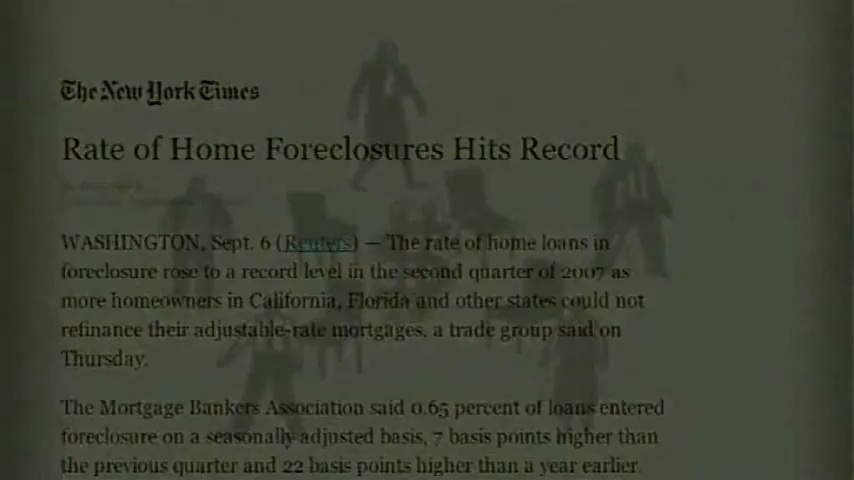 The New York Times
Rate of Home Foreclosures Hits Record
WASHINGTON, Sept. 6 (Reuters) — The rate of home loans in
foreclosure rose to a record level in the second quarter of 2007 as
more homeowners in California, Florida and other states could not
refinance their adjustable-rate mortgages, a trade group said on
Thursday.
The Mortgage Bankers Association said 0.65 percent of loans entered
foreclosure on a seasonally adjusted basis, 7 basis points higher than
the previous quarter and 22 basis points higher than a year earlier.